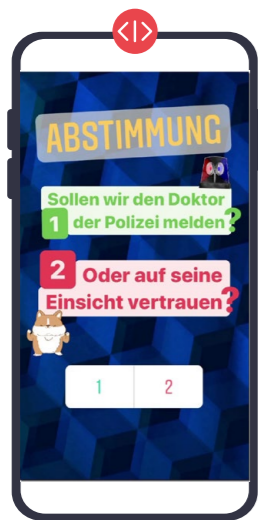 ABSTIMMUNG
Sollen wir den Doktor
1 der Polizei melden?
2 Oder auf seine
Einsicht vertrauen?
1 2